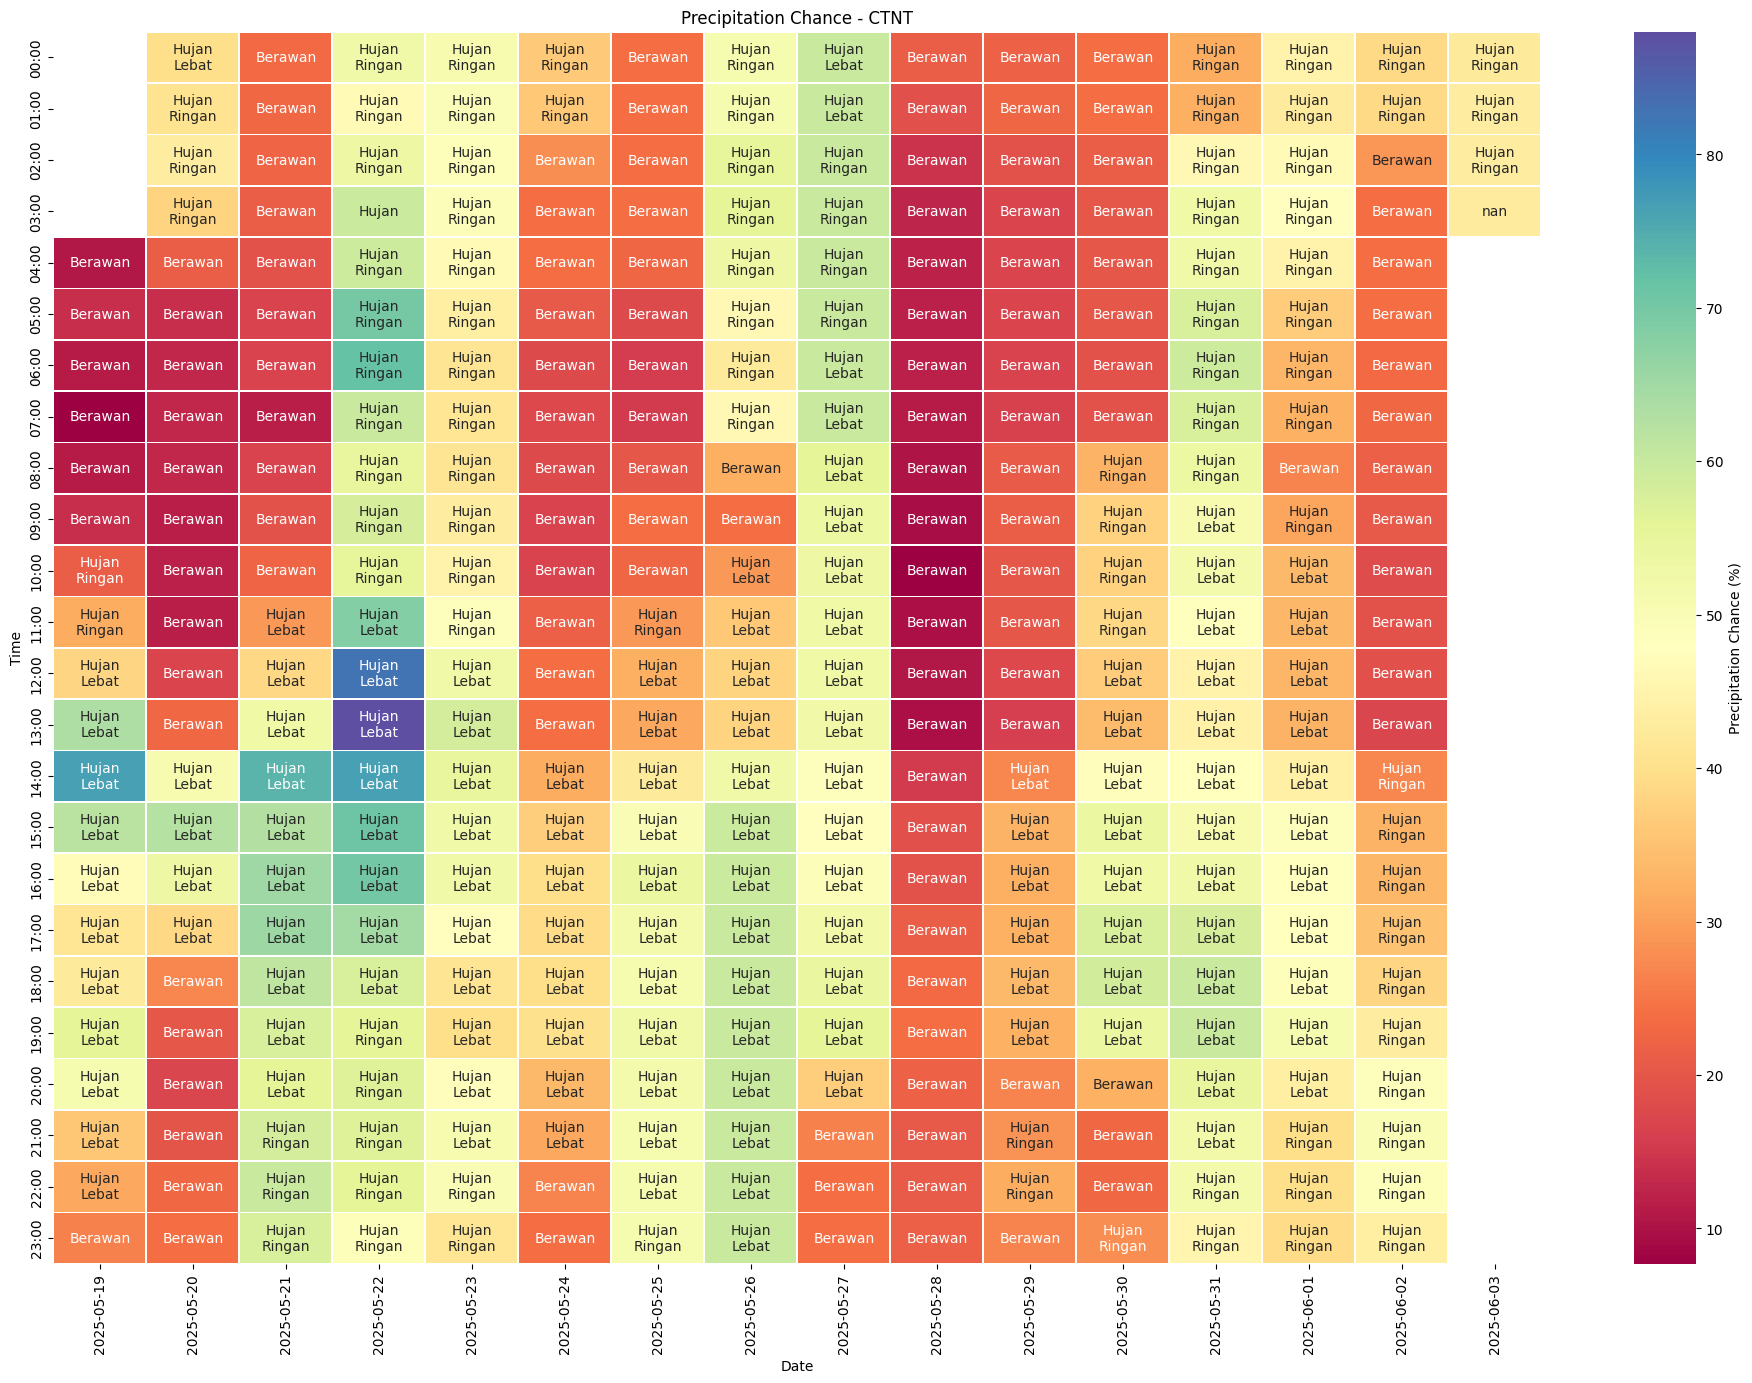 Precipitation Chance - CTNT
00:00 Hujan Lebat Berawan Hujan Ringan Hujan Ringan Hujan Ringan Berawan Hujan Ringan Hujan Lebat Berawan Berawan Berawan Hujan Ringan Hujan Ringan Hujan Ringan Hujan Ringan
01:00 Hujan Ringan Berawan Hujan Ringan Hujan Ringan Hujan Ringan Berawan Hujan Ringan Hujan Lebat Berawan Berawan Berawan Hujan Ringan Hujan Ringan Hujan Ringan Hujan Ringan
02:00 Hujan Ringan Berawan Hujan Ringan Hujan Ringan Berawan Berawan Hujan Ringan Hujan Ringan Berawan Berawan Berawan Hujan Ringan Hujan Ringan Berawan Hujan Ringan
03:00 Hujan Ringan Berawan Hujan Hujan Ringan Berawan Berawan Hujan Ringan Hujan Ringan Berawan Berawan Berawan Hujan Ringan Hujan Ringan Berawan nan
04:00 Berawan Berawan Berawan Hujan Ringan Hujan Ringan Berawan Berawan Hujan Ringan Hujan Ringan Berawan Berawan Berawan Hujan Ringan Hujan Ringan Berawan
05:00 Berawan Berawan Berawan Hujan Ringan Hujan Ringan Berawan Berawan Hujan Ringan Hujan Ringan Berawan Berawan Berawan Hujan Ringan Hujan Ringan Berawan
06:00 Berawan Berawan Berawan Hujan Ringan Hujan Ringan Berawan Berawan Hujan Ringan Hujan Lebat Berawan Berawan Berawan Hujan Ringan Hujan Ringan Berawan
07:00 Berawan Berawan Berawan Hujan Ringan Hujan Ringan Berawan Berawan Hujan Ringan Hujan Lebat Berawan Berawan Berawan Hujan Ringan Hujan Ringan Berawan
08:00 Berawan Berawan Berawan Hujan Ringan Hujan Ringan Berawan Berawan Berawan Hujan Lebat Berawan Berawan Hujan Ringan Hujan Ringan Berawan Berawan
09:00 Berawan Berawan Berawan Hujan Ringan Hujan Ringan Berawan Berawan Berawan Hujan Lebat Berawan Berawan Hujan Ringan Hujan Lebat Hujan Ringan Berawan
10:00 Hujan Ringan Berawan Berawan Hujan Ringan Hujan Ringan Berawan Berawan Hujan Lebat Hujan Lebat Berawan Berawan Hujan Ringan Hujan Lebat Hujan Lebat Berawan
11:00 Hujan Ringan Berawan Hujan Lebat Hujan Lebat Hujan Ringan Berawan Hujan Ringan Hujan Lebat Hujan Lebat Berawan Berawan Hujan Ringan Hujan Lebat Hujan Lebat Berawan
12:00 Hujan Lebat Berawan Hujan Lebat Hujan Lebat Hujan Lebat Berawan Hujan Lebat Hujan Lebat Hujan Lebat Berawan Berawan Hujan Lebat Hujan Lebat Hujan Lebat Berawan
13:00 Hujan Lebat Berawan Hujan Lebat Hujan Lebat Hujan Lebat Berawan Hujan Lebat Hujan Lebat Hujan Lebat Berawan Berawan Hujan Lebat Hujan Lebat Hujan Lebat Berawan
14:00 Hujan Lebat Hujan Lebat Hujan Lebat Hujan Lebat Hujan Lebat Hujan Lebat Hujan Lebat Hujan Lebat Hujan Lebat Berawan Hujan Lebat Hujan Lebat Hujan Lebat Hujan Lebat Hujan Ringan
15:00 Hujan Lebat Hujan Lebat Hujan Lebat Hujan Lebat Hujan Lebat Hujan Lebat Hujan Lebat Hujan Lebat Hujan Lebat Berawan Hujan Lebat Hujan Lebat Hujan Lebat Hujan Lebat Hujan Ringan
16:00 Hujan Lebat Hujan Lebat Hujan Lebat Hujan Lebat Hujan Lebat Hujan Lebat Hujan Lebat Hujan Lebat Hujan Lebat Berawan Hujan Lebat Hujan Lebat Hujan Lebat Hujan Lebat Hujan Ringan
17:00 Hujan Lebat Hujan Lebat Hujan Lebat Hujan Lebat Hujan Lebat Hujan Lebat Hujan Lebat Hujan Lebat Hujan Lebat Berawan Hujan Lebat Hujan Lebat Hujan Lebat Hujan Lebat Hujan Ringan
18:00 Hujan Lebat Berawan Hujan Lebat Hujan Lebat Hujan Lebat Hujan Lebat Hujan Lebat Hujan Lebat Hujan Lebat Berawan Hujan Lebat Hujan Lebat Hujan Lebat Hujan Lebat Hujan Ringan
19:00 Hujan Lebat Berawan Hujan Lebat Hujan Ringan Hujan Lebat Hujan Lebat Hujan Lebat Hujan Lebat Hujan Lebat Berawan Hujan Lebat Hujan Lebat Hujan Lebat Hujan Lebat Hujan Ringan
20:00 Hujan Lebat Berawan Hujan Lebat Hujan Ringan Hujan Lebat Hujan Lebat Hujan Lebat Hujan Lebat Hujan Lebat Berawan Berawan Berawan Hujan Lebat Hujan Lebat Hujan Ringan
21:00 Hujan Lebat Berawan Hujan Ringan Hujan Ringan Hujan Lebat Hujan Lebat Hujan Lebat Hujan Lebat Berawan Berawan Hujan Ringan Berawan Hujan Lebat Hujan Ringan Hujan Ringan
22:00 Hujan Lebat Berawan Hujan Ringan Hujan Ringan Hujan Ringan Berawan Hujan Lebat Hujan Lebat Berawan Berawan Hujan Ringan Berawan Hujan Ringan Hujan Ringan Hujan Ringan
23:00 Berawan Berawan Hujan Ringan Hujan Ringan Hujan Ringan Berawan Hujan Ringan Hujan Lebat Berawan Berawan Berawan Hujan Ringan Hujan Ringan Hujan Ringan Hujan Ringan
Time
2025-05-19
2025-05-20
2025-05-21
2025-05-22
2025-05-23
2025-05-24
2025-05-25
2025-05-26
2025-05-27
2025-05-28
2025-05-29
2025-05-30
2025-05-31
2025-06-01
2025-06-02
2025-06-03
Date
80
70
60
50
40
30
20
10
Precipitation Chance (%)